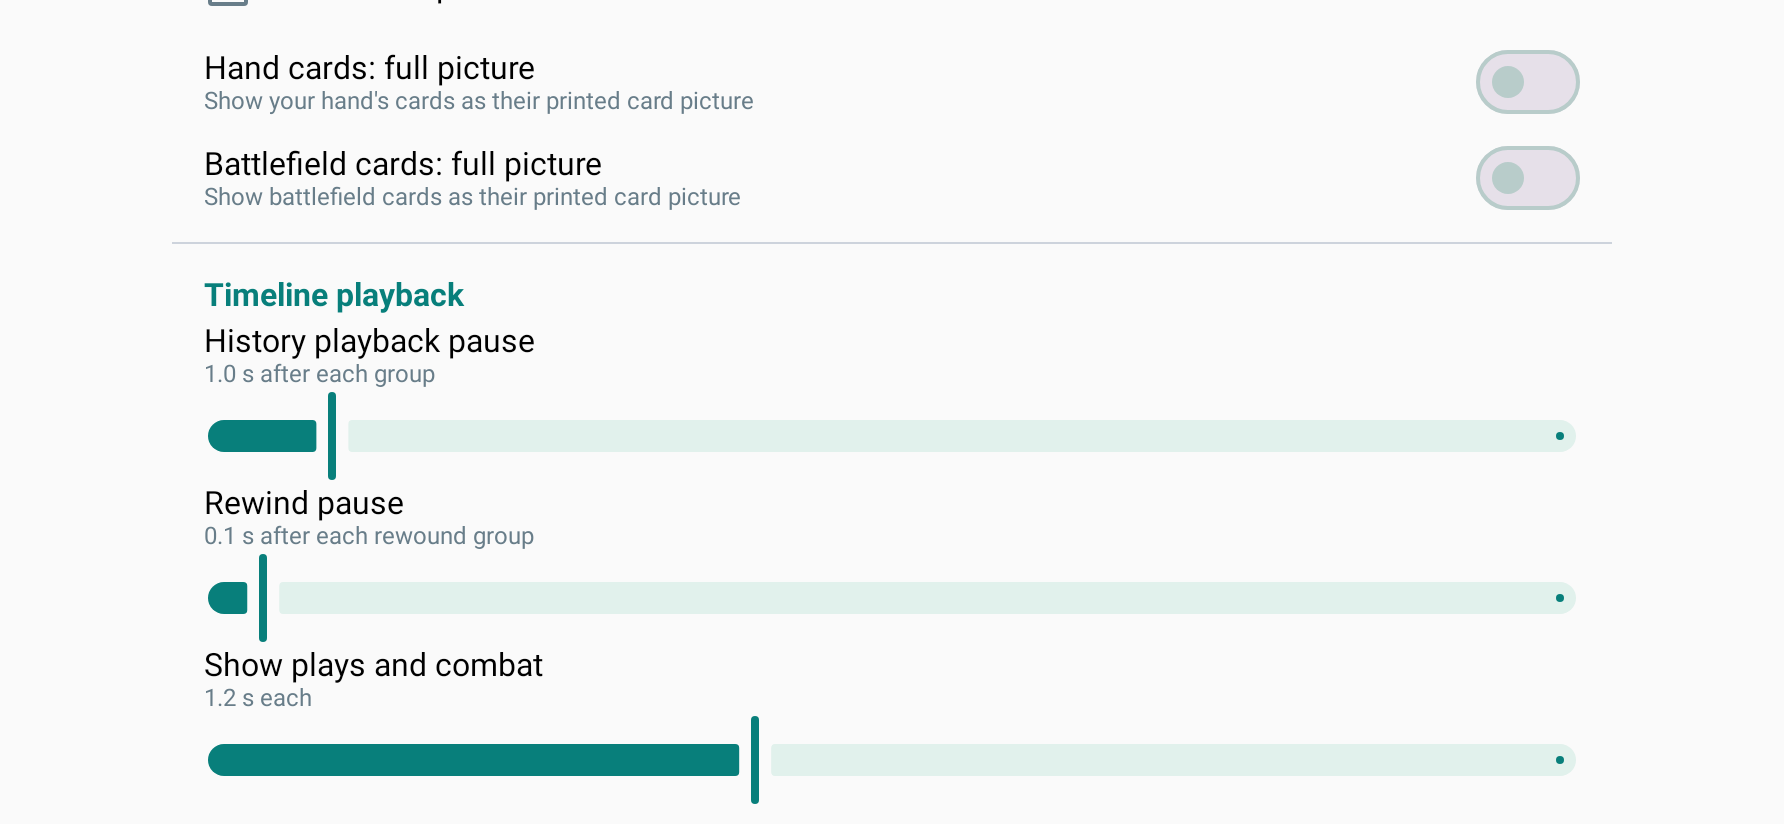 Hand cards: full picture
Show your hand's cards as their printed card picture
Battlefield cards: full picture
Show battlefield cards as their printed card picture
Timeline playback
History playback pause
1.0 s after each group
Rewind pause
0.1 s after each rewound group
Show plays and combat
1.2 s each